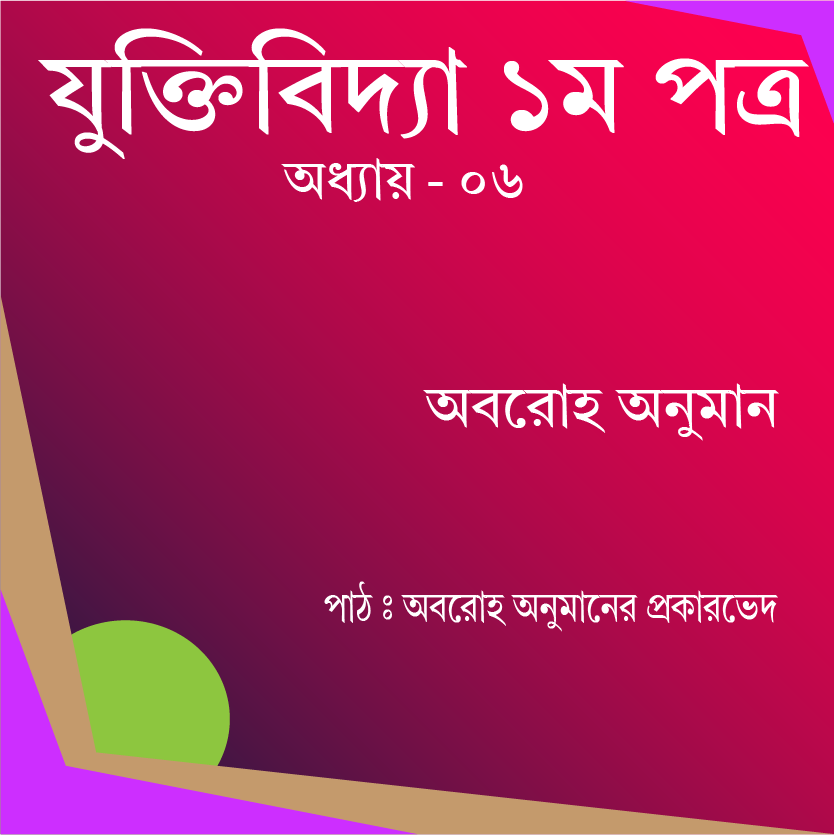 যুক্তিবিদ্যা ১ম পত্র
অধ্যায় - ০৬
অবরোহ অনুমান
পাঠ ঃ অবরোহ অনুমানের প্রকারভেদ